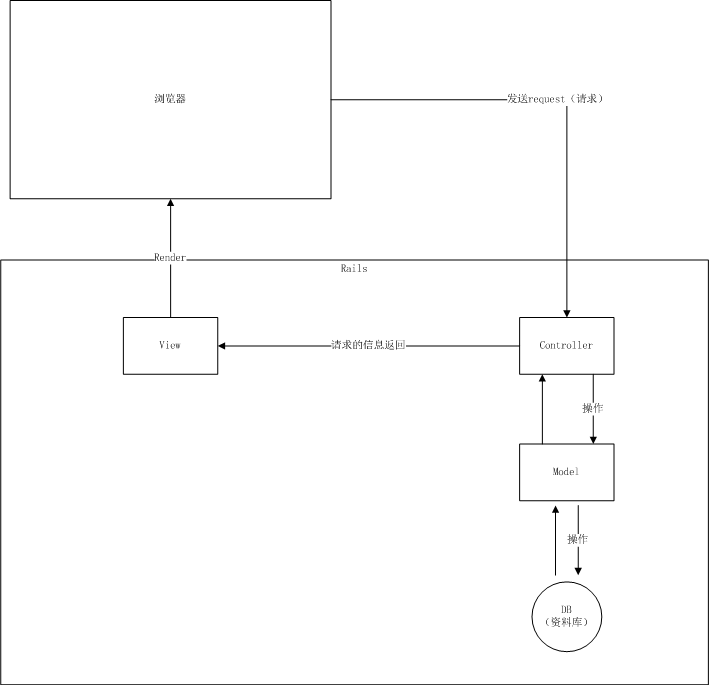 浏览器
发送request（请求）
Render
Rails
View
请求的信息返回
Controller
操作
Model
操作
DB
（资料库）